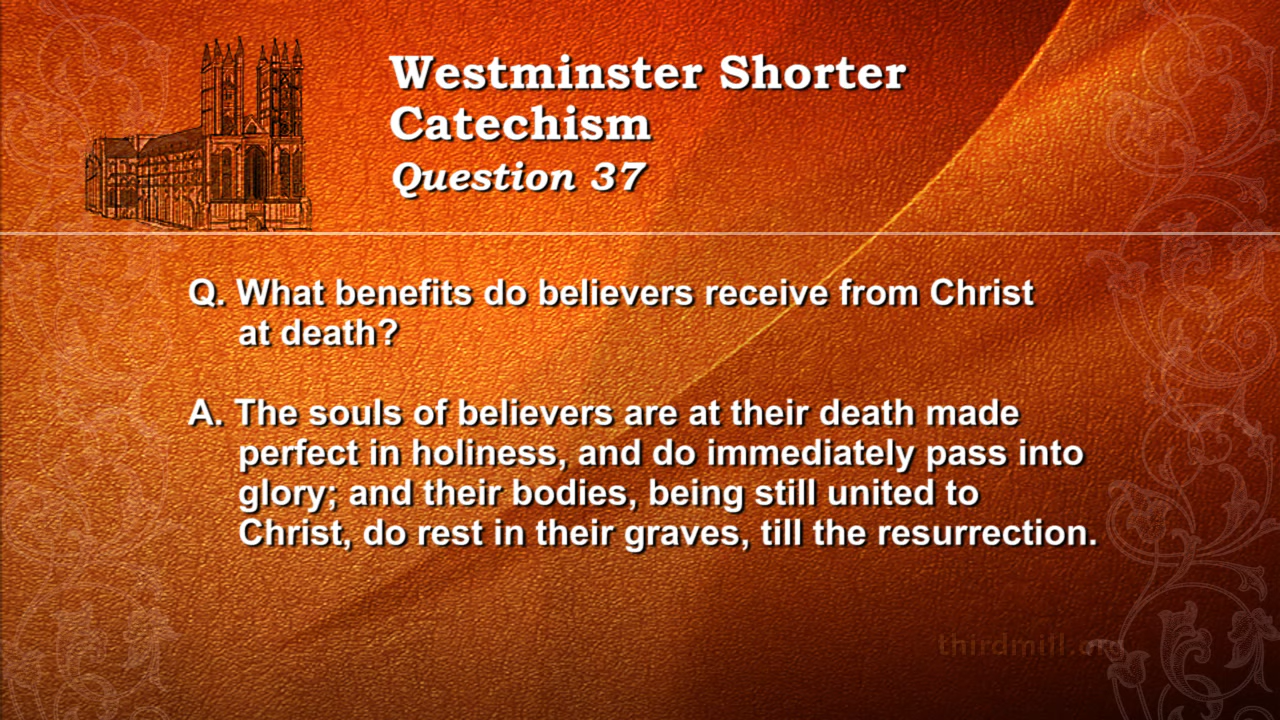 Westminster Shorter
Catechism
Question 37
Q. What benefits do believers receive from Christ
at death?
A. The souls of believers are at their death made
perfect in holiness, and do immediately pass into
glory; and their bodies, being still united to
Christ, do rest in their graves, till the resurrection.
thirdmill.org